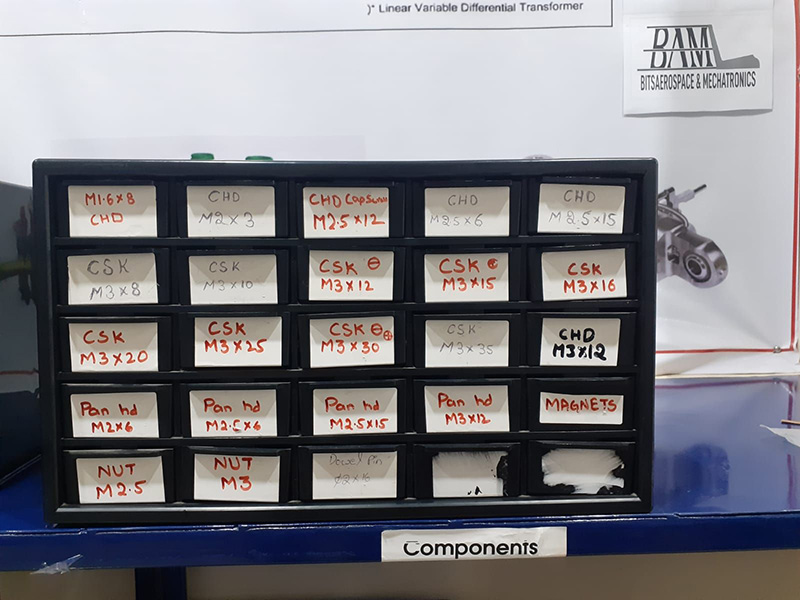 )* Linear Variable Differential Transformer
BAM
BITSAEROSPACE & MECHATRONICS
M1.6×8
CHD
CHD
M2×3
CHD Cap Screw
M2.5×12
CHD
M2.5×6
CHD
M2.5×15
CSK
M3×8
CSK
M3×10
CSK ⊖
M3×12
CSK
M3×15
CSK
M3×16
CSK
M3×20
CSK
M3×25
CSK ⊖ ⊕
M3×30
CSK
M3×35
CHD
M3×12
Pan hd
M2×6
Pan hd
M2.5×6
Pan hd
M2.5×15
Pan hd
M3×12
MAGNETS
NUT
M2.5
NUT
M3
Dowel Pin
Components